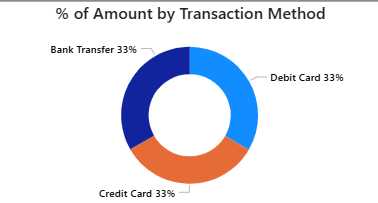 % of Amount by Transaction Method
Bank Transfer 33%
Debit Card 33%
Credit Card 33%